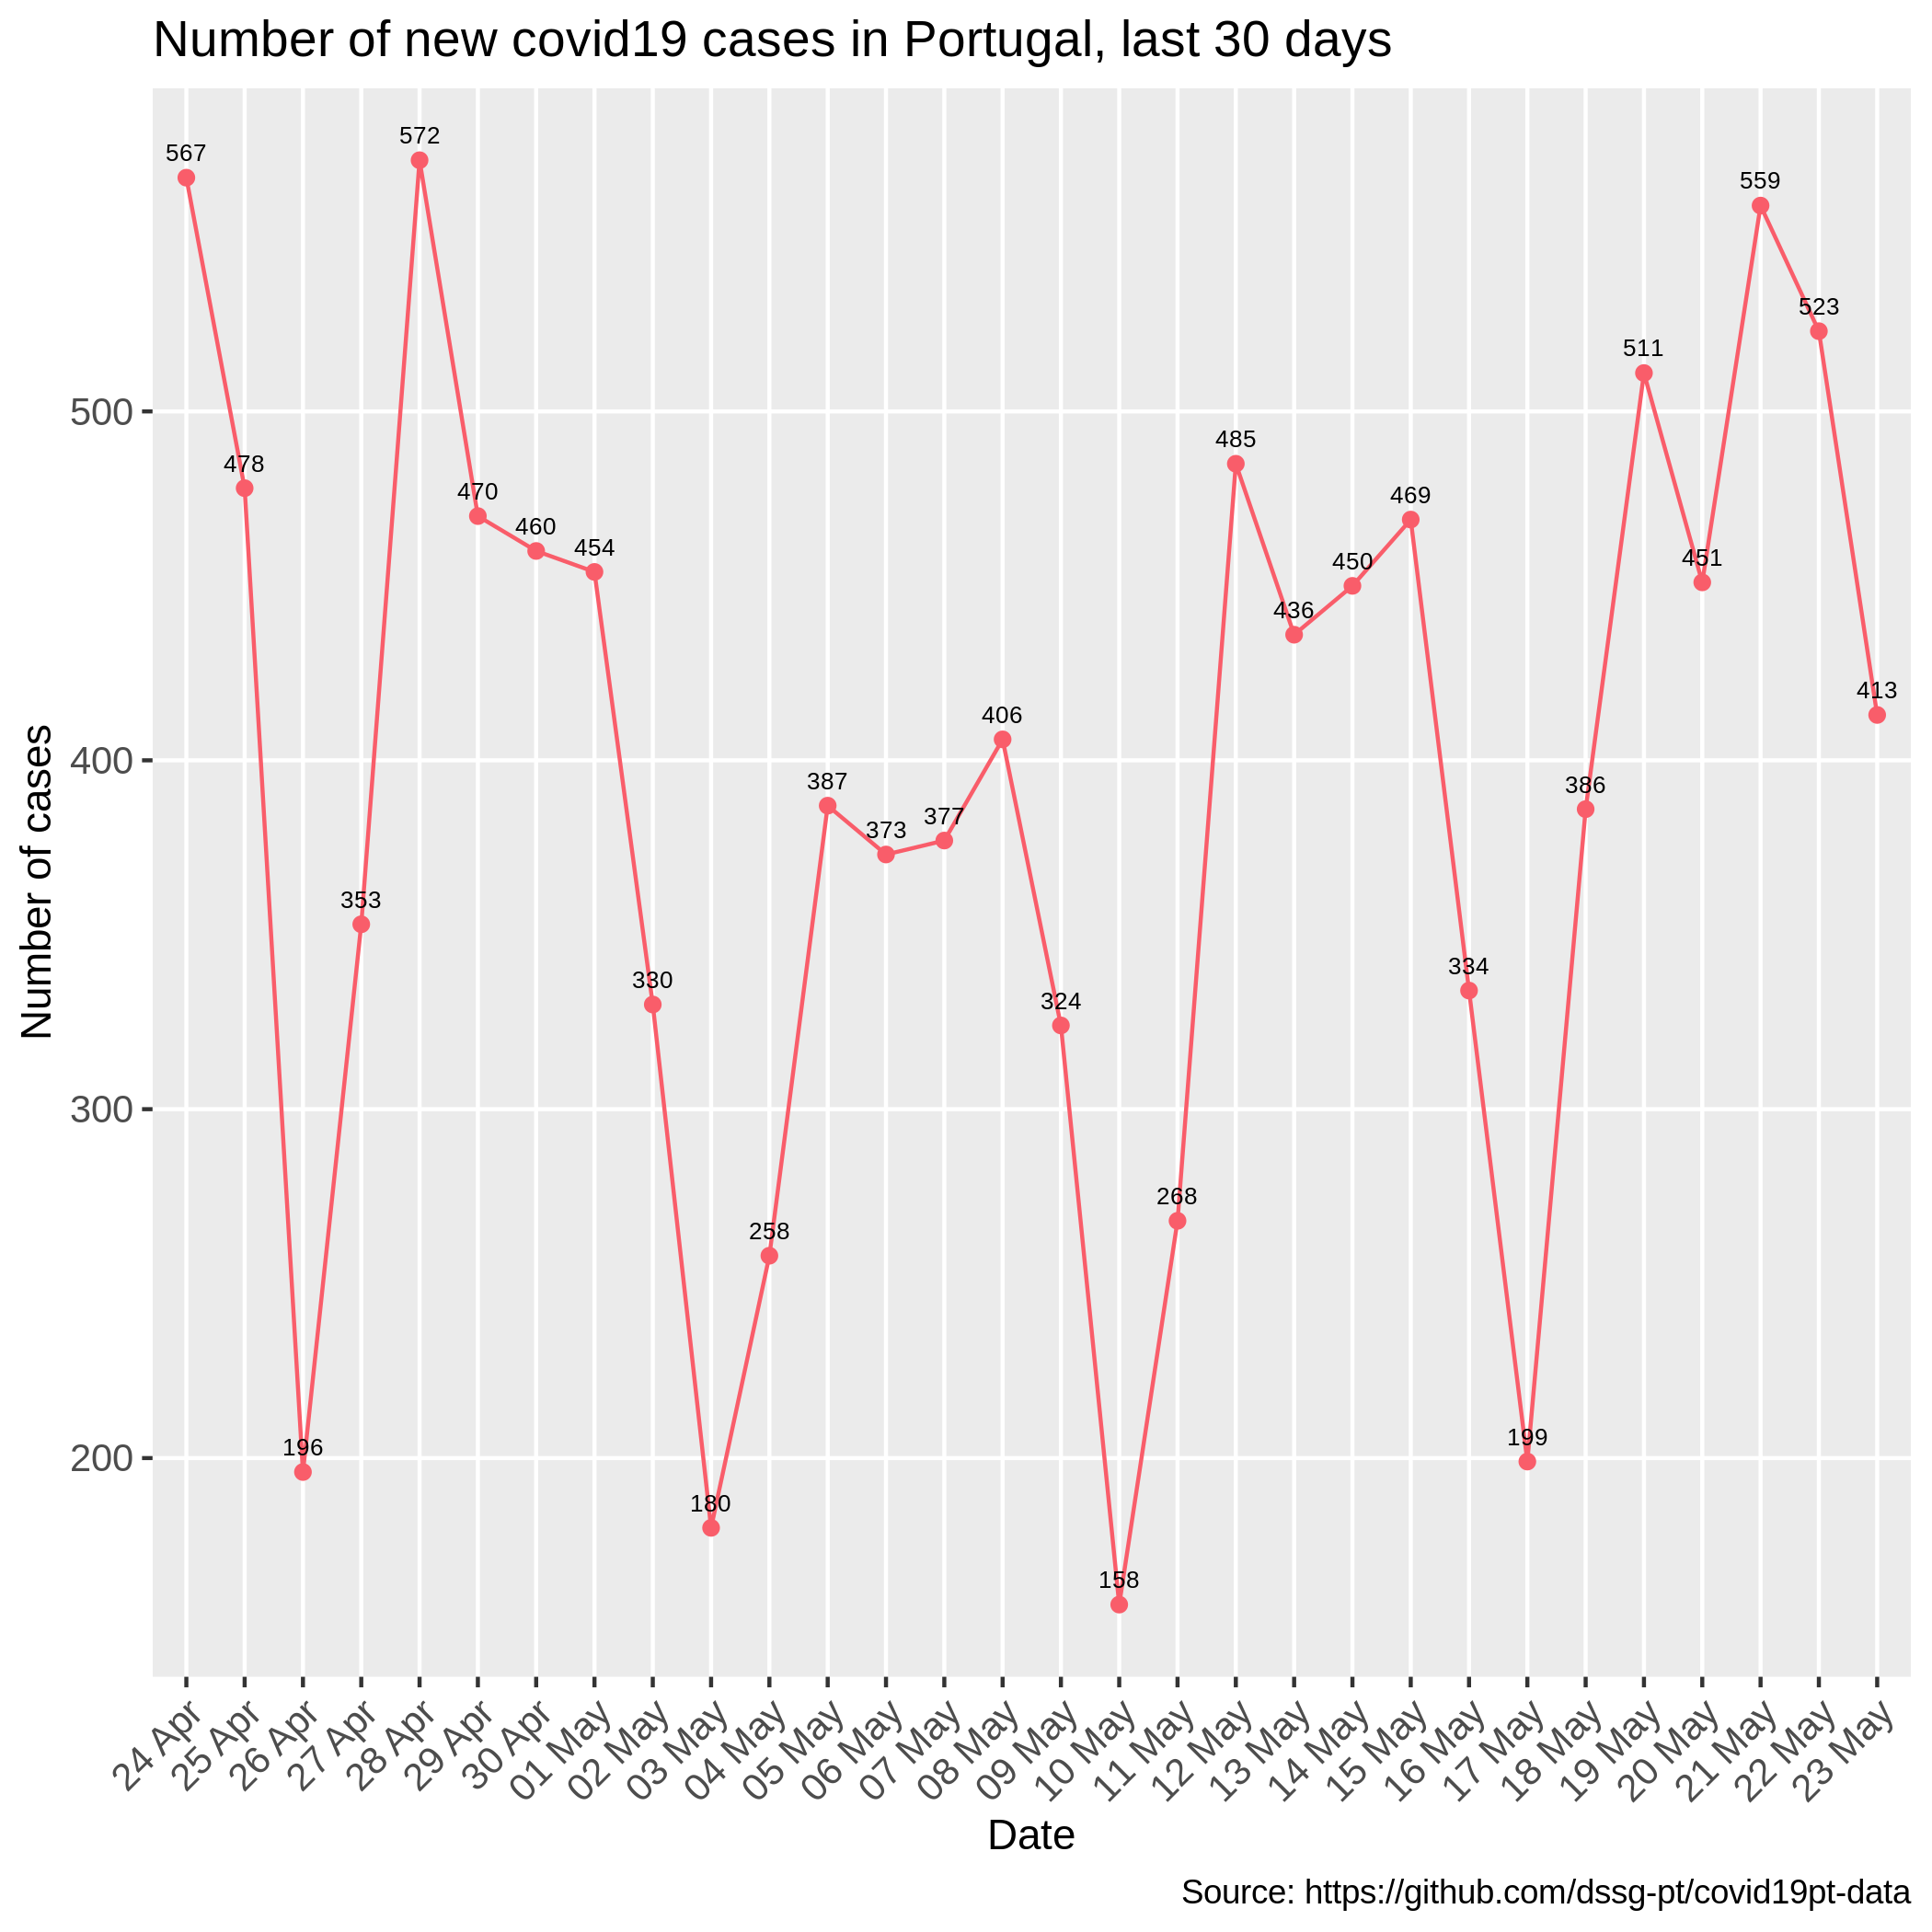 Number of new covid19 cases in Portugal, last 30 days
Number of cases
500
400
300
200
567
478
196
353
572
470
460
454
330
180
258
387
373
377
406
324
158
268
485
436
450
469
334
199
386
511
451
559
523
413
24 Apr
25 Apr
26 Apr
27 Apr
28 Apr
29 Apr
30 Apr
01 May
02 May
03 May
04 May
05 May
06 May
07 May
08 May
09 May
10 May
11 May
12 May
13 May
14 May
15 May
16 May
17 May
18 May
19 May
20 May
21 May
22 May
23 May
Date
Source: https://github.com/dssg-pt/covid19pt-data